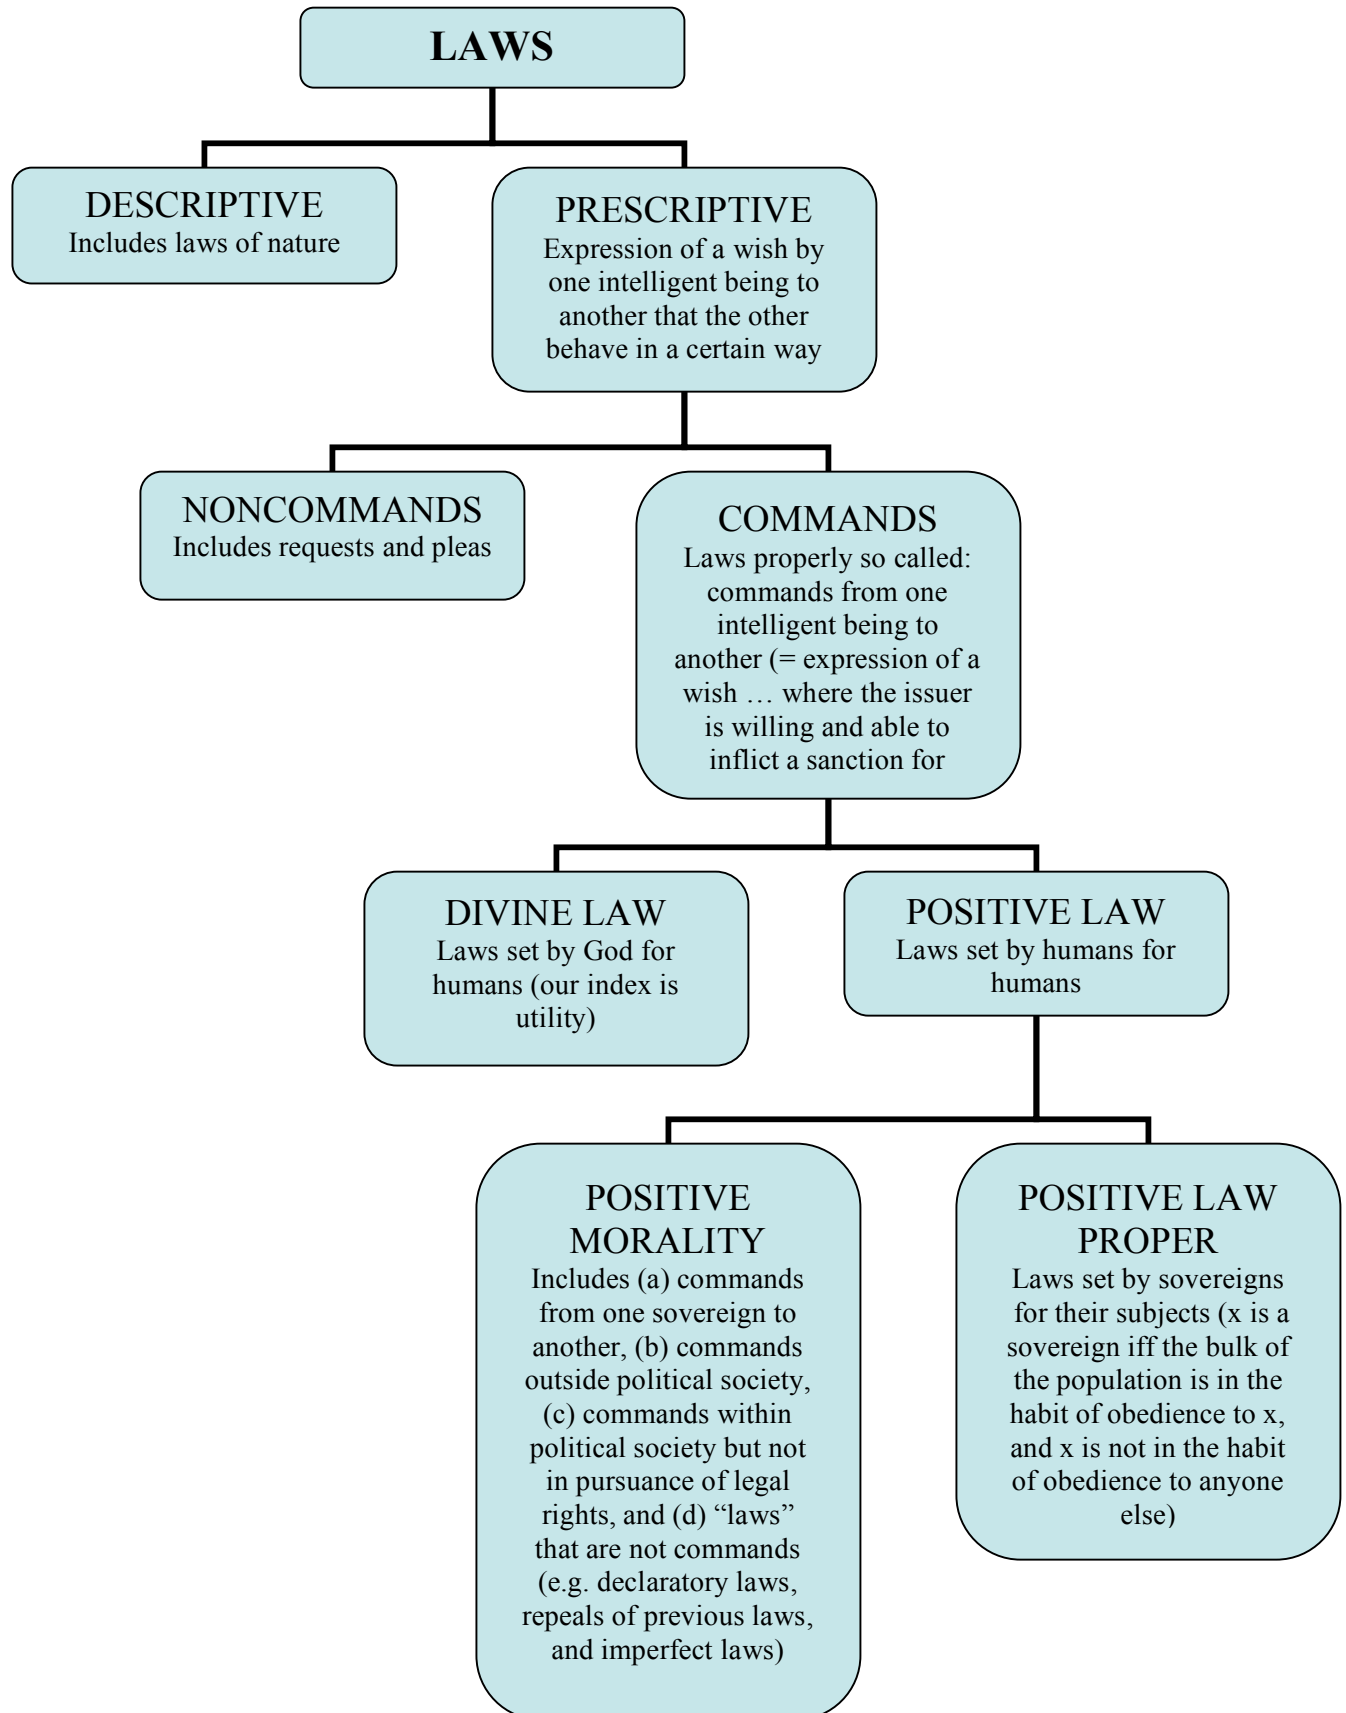 LAWS
DESCRIPTIVE
Includes laws of nature
PRESCRIPTIVE
Expression of a wish by
one intelligent being to
another that the other
behave in a certain way
NONCOMMANDS
Includes requests and pleas
COMMANDS
Laws properly so called:
commands from one
intelligent being to
another (= expression of a
wish … where the issuer
is willing and able to
inflict a sanction for
DIVINE LAW
Laws set by God for
humans (our index is
utility)
POSITIVE LAW
Laws set by humans for
humans
POSITIVE
MORALITY
Includes (a) commands
from one sovereign to
another, (b) commands
outside political society,
(c) commands within
political society but not
in pursuance of legal
rights, and (d) “laws”
that are not commands
(e.g. declaratory laws,
repeals of previous laws,
and imperfect laws)
POSITIVE LAW
PROPER
Laws set by sovereigns
for their subjects (x is a
sovereign iff the bulk of
the population is in the
habit of obedience to x,
and x is not in the habit
of obedience to anyone
else)